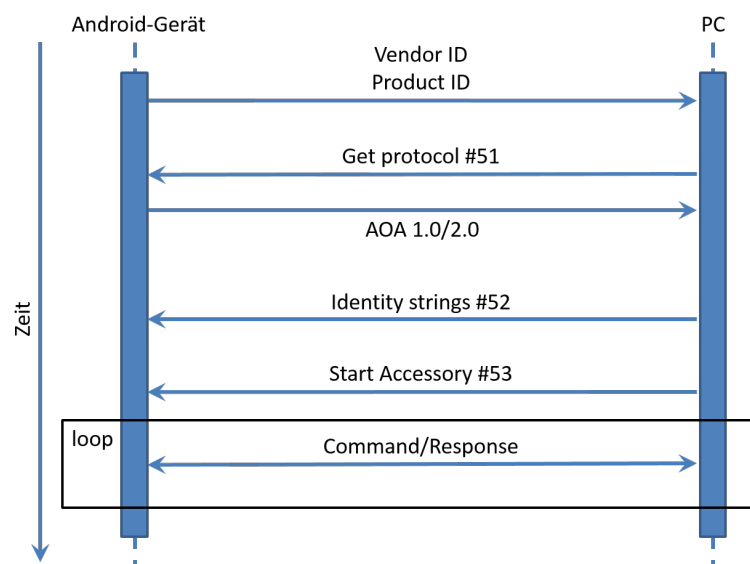 Android-Gerät
PC
Vendor ID
Product ID
Get protocol #51
AOA 1.0/2.0
Identity strings #52
Zeit
Start Accessory #53
loop
Command/Response